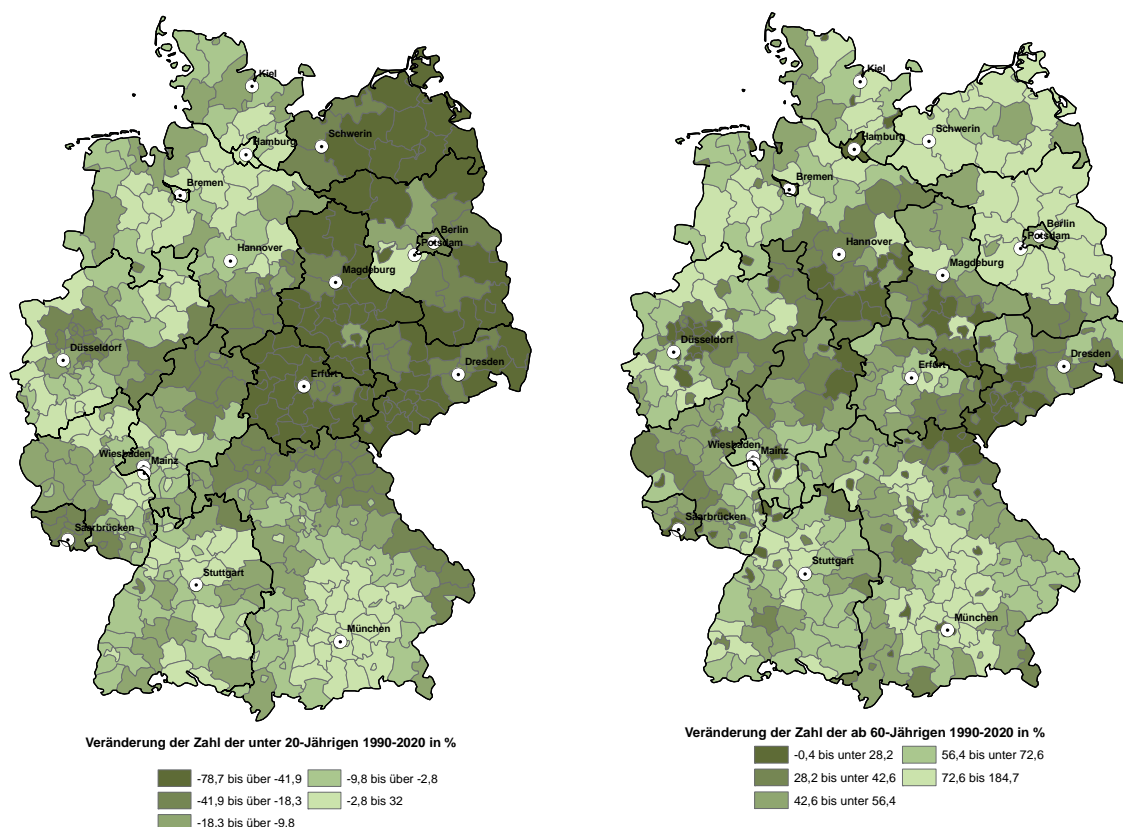 Kiel
Schwerin
Hamburg
Bremen
Berlin
Potsdam
Hannover
Magdeburg
Düsseldorf
Erfurt
Dresden
Wiesbaden
Mainz
Saarbrücken
Stuttgart
München
Veränderung der Zahl der unter 20-Jährigen 1990-2020 in %
-78,7 bis über -41,9
-41,9 bis über -18,3
-18,3 bis über -9,8
-9,8 bis über -2,8
-2,8 bis 32
Kiel
Schwerin
Hamburg
Bremen
Berlin
Potsdam
Hannover
Magdeburg
Düsseldorf
Erfurt
Dresden
Wiesbaden
Mainz
Saarbrücken
Stuttgart
München
Veränderung der Zahl der ab 60-Jährigen 1990-2020 in %
-0,4 bis unter 28,2
28,2 bis unter 42,6
42,6 bis unter 56,4
56,4 bis unter 72,6
72,6 bis 184,7